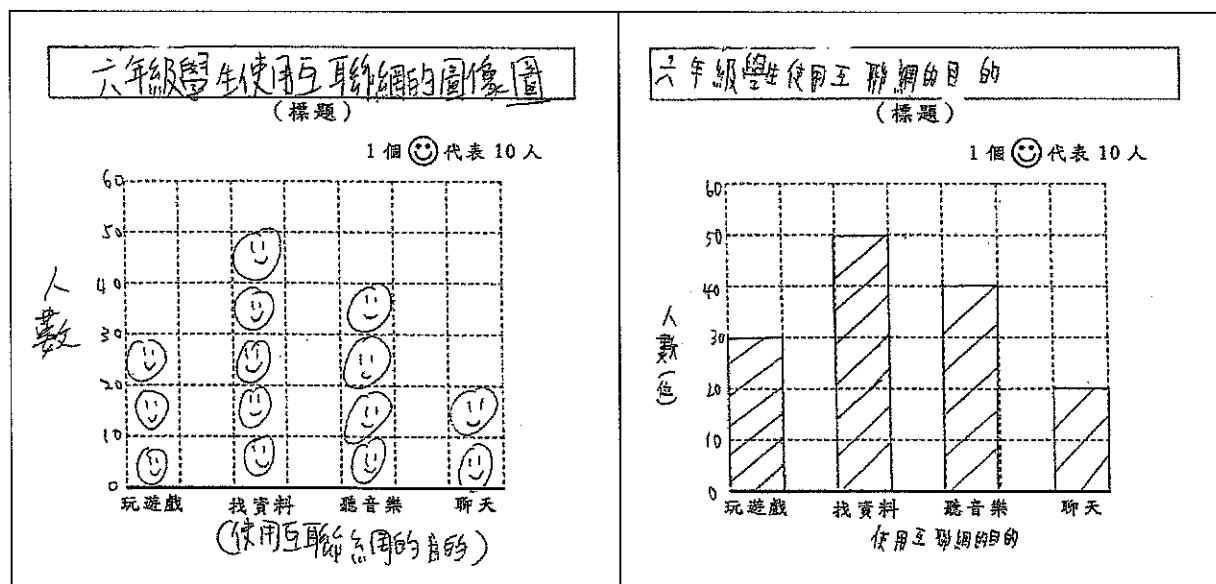 六年級學生使用互聯網的圖像圖
(標題)
1個☺代表10人
60
50
40
30
20
10
0
人數
玩遊戲 找資料 聽音樂 聊天
(使用互聯網的目的)
六年級學生使用互聯網的目的
(標題)
1個☺代表10人
60
50
40
30
20
10
0
人數(位)
玩遊戲 找資料 聽音樂 聊天
使用互聯網的目的